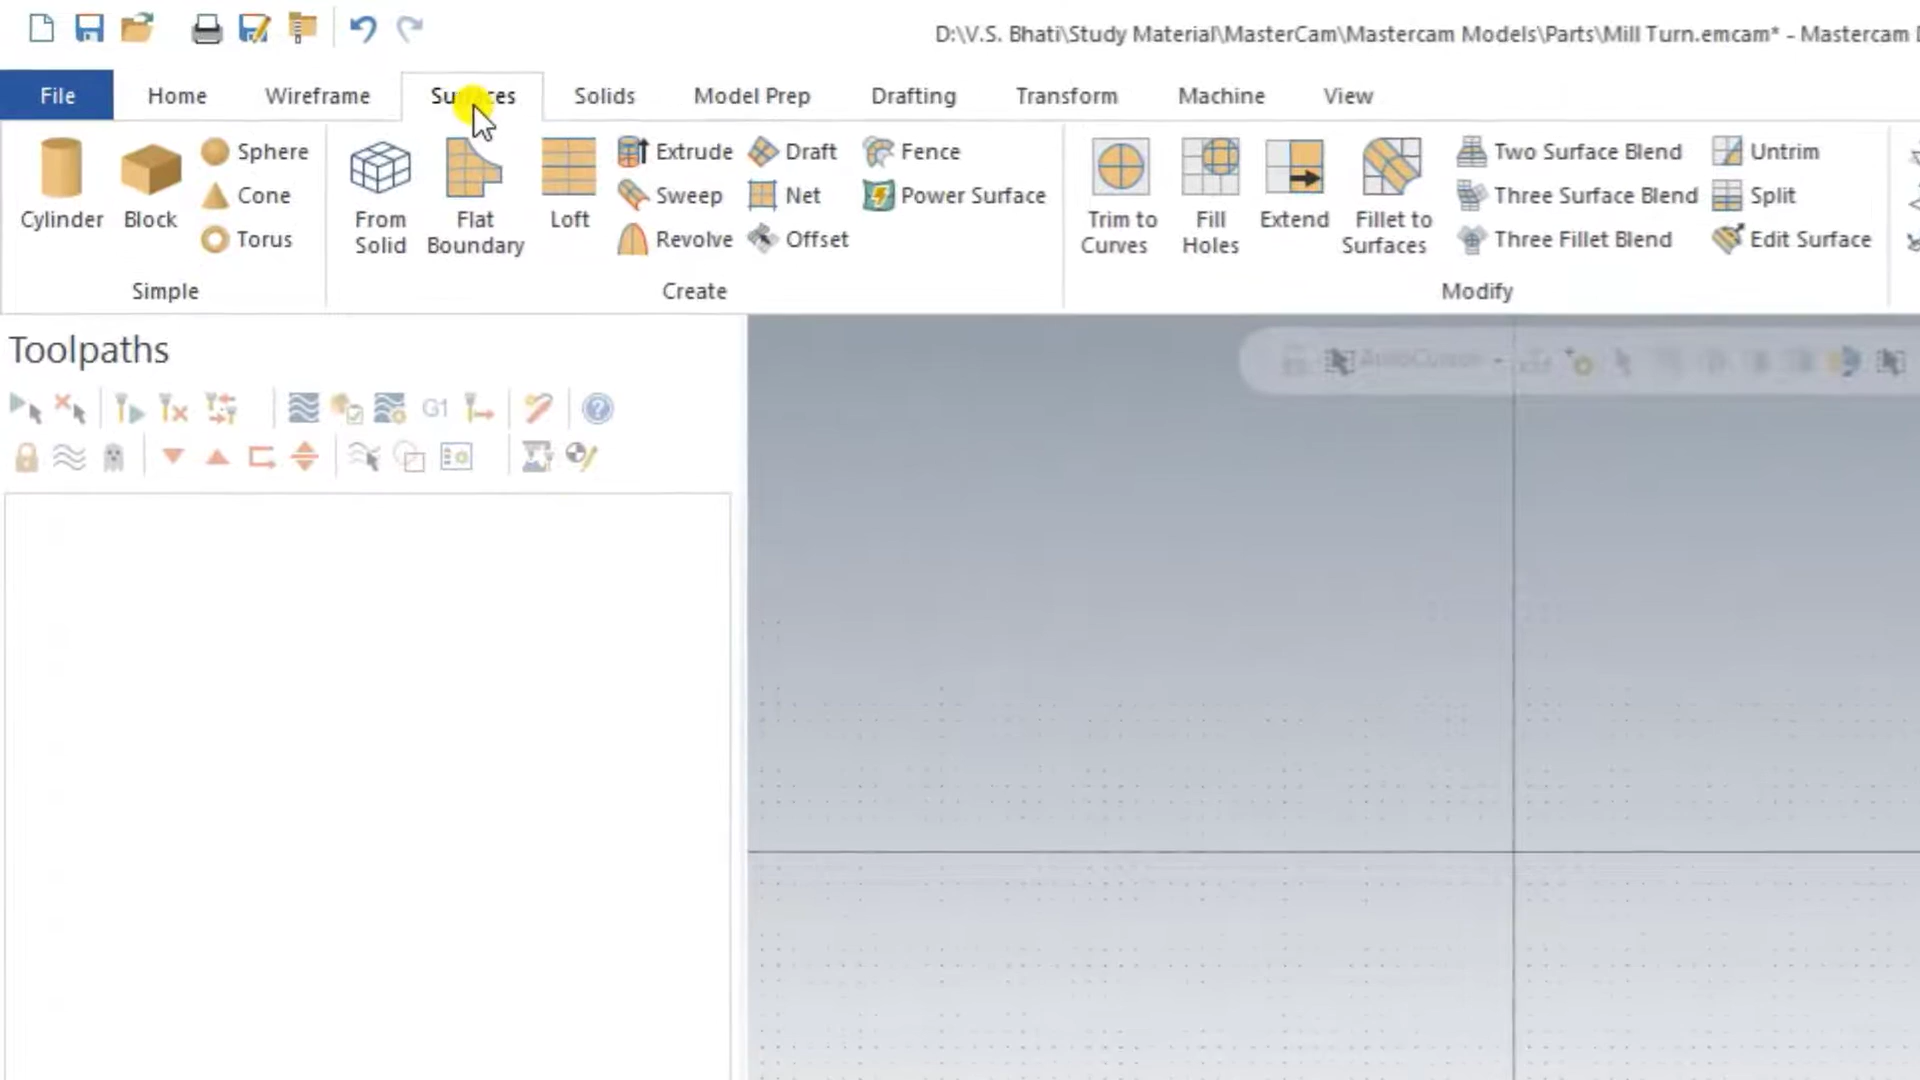 D:\V.S. Bhati\Study Material\MasterCam\Mastercam Models\Parts\Mill Turn.emcam* - Mastercam
File Home Wireframe Surfaces Solids Model Prep Drafting Transform Machine View
Cylinder
Block
Sphere
Cone
Torus
Simple
From
Solid
Flat
Boundary
Loft
Extrude
Sweep
Revolve
Draft
Net
Offset
Fence
Power Surface
Create
Trim to
Curves
Fill
Holes
Extend
Fillet to
Surfaces
Two Surface Blend
Three Surface Blend
Three Fillet Blend
Untrim
Split
Edit Surface
Modify
Toolpaths
G1
AutoCursor